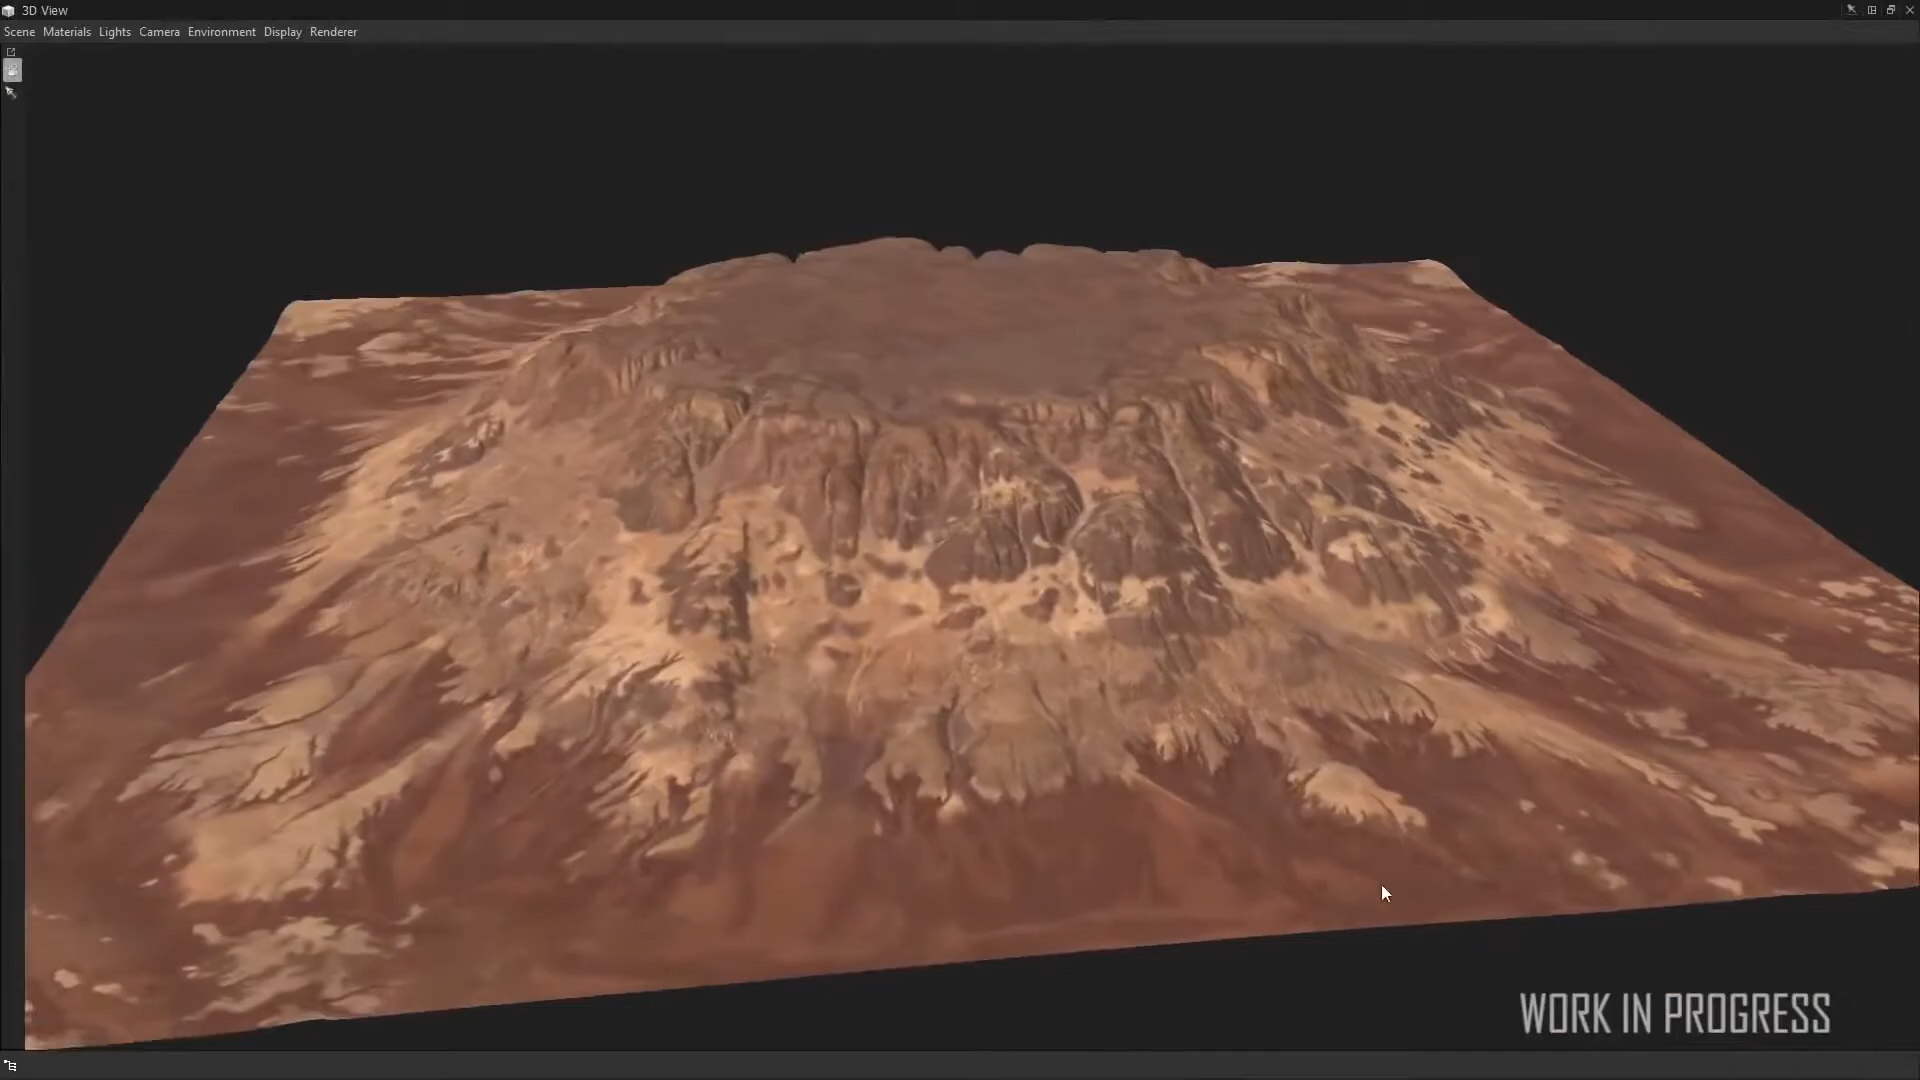 3D View
Scene Materials Lights Camera Environment Display Renderer
WORK IN PROGRESS